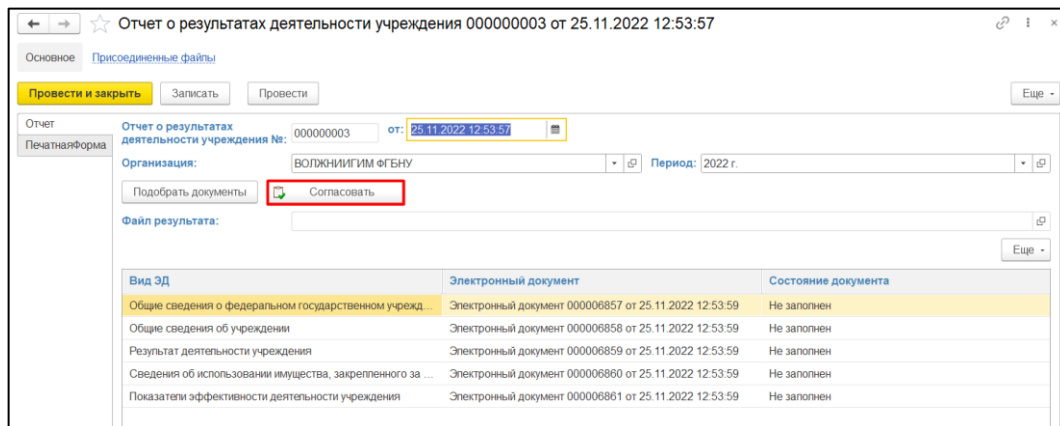 Отчет о результатах деятельности учреждения 000000003 от 25.11.2022 12:53:57
Основное Присоединенные файлы
Провести и закрыть Записать Провести Еще
Отчет
ПечатнаяФорма
Отчет о результатах
деятельности учреждения №: 000000003 от: 25.11.2022 12:53:57
Организация: ВОЛЖНИИГИМ ФГБНУ Период: 2022 г.
Подобрать документы Согласовать
Файл результата:
Еще
Вид ЭД Электронный документ Состояние документа
Общие сведения о федеральном государственном учрежд... Электронный документ 000006857 от 25.11.2022 12:53:59 Не заполнен
Общие сведения об учреждении Электронный документ 000006858 от 25.11.2022 12:53:59 Не заполнен
Результат деятельности учреждения Электронный документ 000006859 от 25.11.2022 12:53:59 Не заполнен
Сведения об использовании имущества, закрепленного за ... Электронный документ 000006860 от 25.11.2022 12:53:59 Не заполнен
Показатели эффективности деятельности учреждения Электронный документ 000006861 от 25.11.2022 12:53:59 Не заполнен